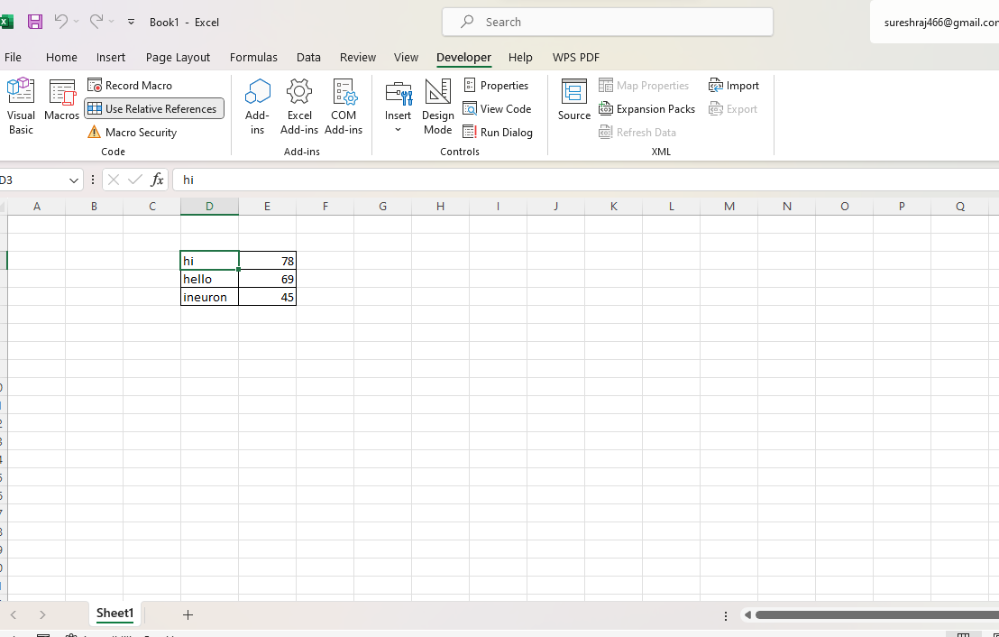 Book1 - Excel
Search
sureshraj466@gmail.co
File Home Insert Page Layout Formulas Data Review View Developer Help WPS PDF
Visual Basic
Macros
Record Macro
Use Relative References
Macro Security
Code
Add-ins
Excel Add-ins
COM Add-ins
Add-ins
Insert
Design Mode
Properties
View Code
Run Dialog
Controls
Source
Map Properties
Expansion Packs
Refresh Data
Import
Export
XML
D3 fx hi
A B C D E F G H I J K L M N O P Q
hi 78
hello 69
ineuron 45
Sheet1